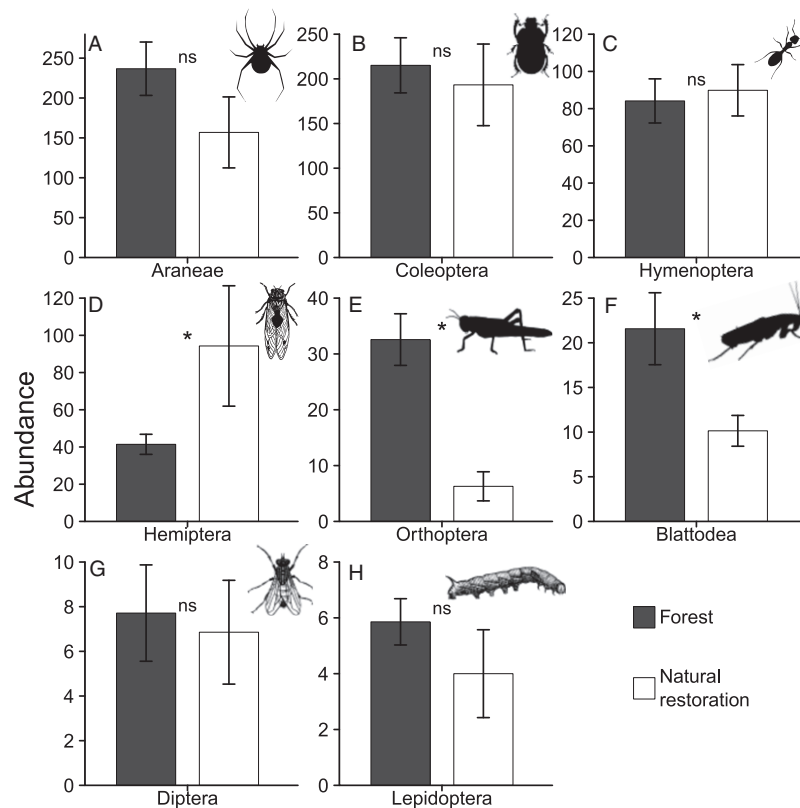 A
ns
250
200
150
100
50
0
Araneae
B
ns
250
200
150
100
50
0
Coleoptera
C
ns
120
100
80
60
40
20
0
Hymenoptera
Abundance
D
*
120
100
80
60
40
20
0
Hemiptera
E
*
40
30
20
10
0
Orthoptera
F
*
25
20
15
10
5
0
Blattodea
G
ns
10
8
6
4
2
0
Diptera
H
ns
8
6
4
2
0
Lepidoptera
Forest
Natural
restoration